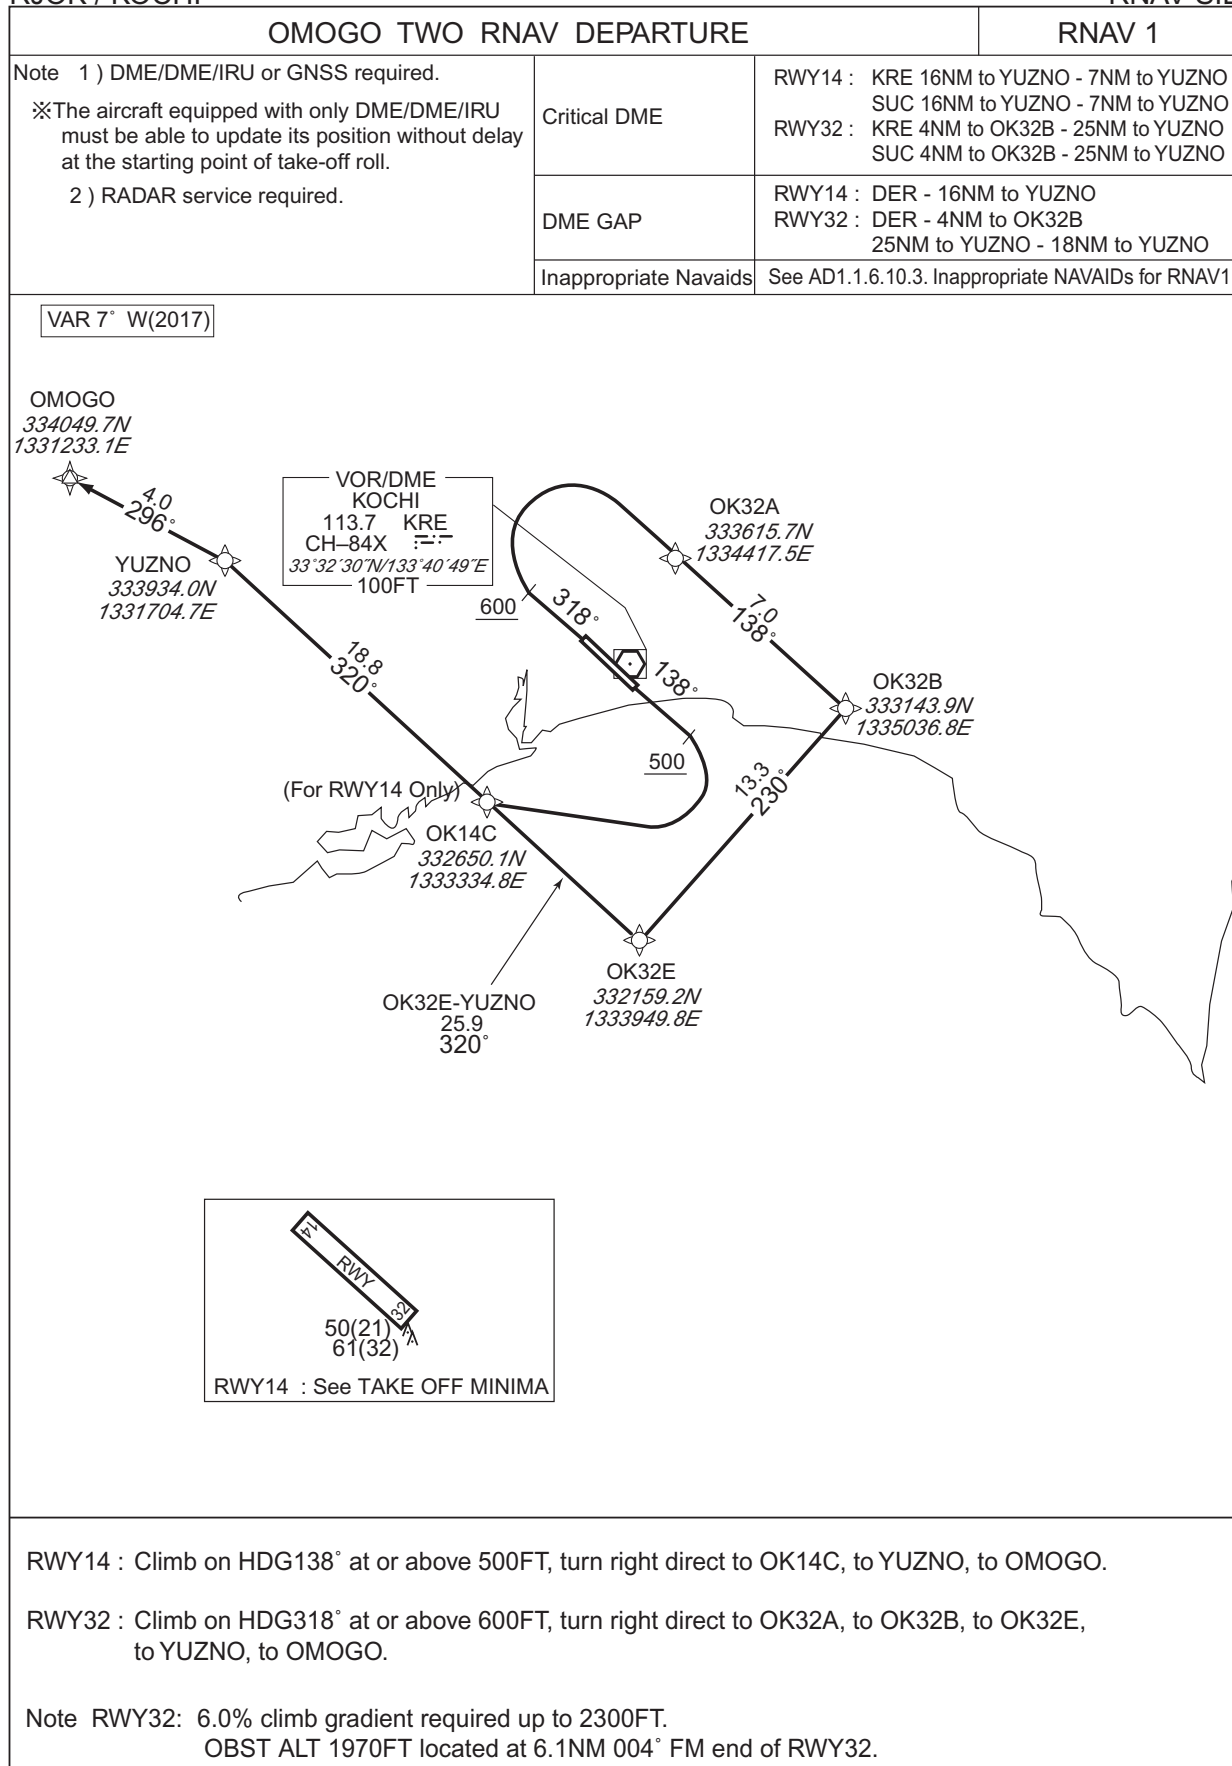 OMOGO TWO RNAV DEPARTURE
RNAV 1
Note 1 ) DME/DME/IRU or GNSS required.
※The aircraft equipped with only DME/DME/IRU
must be able to update its position without delay
at the starting point of take-off roll.
2 ) RADAR service required.
Critical DME
RWY14 : KRE 16NM to YUZNO - 7NM to YUZNO
SUC 16NM to YUZNO - 7NM to YUZNO
RWY32 : KRE 4NM to OK32B - 25NM to YUZNO
SUC 4NM to OK32B - 25NM to YUZNO
DME GAP
RWY14 : DER - 16NM to YUZNO
RWY32 : DER - 4NM to OK32B
25NM to YUZNO - 18NM to YUZNO
Inappropriate Navaids
See AD1.1.6.10.3. Inappropriate NAVAIDs for RNAV1
VAR 7° W(2017)
OMOGO
334049.7N
1331233.1E
4.0
296°
YUZNO
333934.0N
1331704.7E
VOR/DME
KOCHI
113.7 KRE
CH–84X
33°32′30″N/133°40′49″E
100FT
OK32A
333615.7N
1334417.5E
600
318°
7.0
138°
138°
18.8
320°
OK32B
333143.9N
1335036.8E
500
13.3
230°
(For RWY14 Only)
OK14C
332650.1N
1333334.8E
OK32E
332159.2N
1333949.8E
OK32E-YUZNO
25.9
320°
14
RWY
32
50(21)
61(32)
RWY14 : See TAKE OFF MINIMA
RWY14 : Climb on HDG138° at or above 500FT, turn right direct to OK14C, to YUZNO, to OMOGO.
RWY32 : Climb on HDG318° at or above 600FT, turn right direct to OK32A, to OK32B, to OK32E,
to YUZNO, to OMOGO.
Note RWY32: 6.0% climb gradient required up to 2300FT.
OBST ALT 1970FT located at 6.1NM 004° FM end of RWY32.